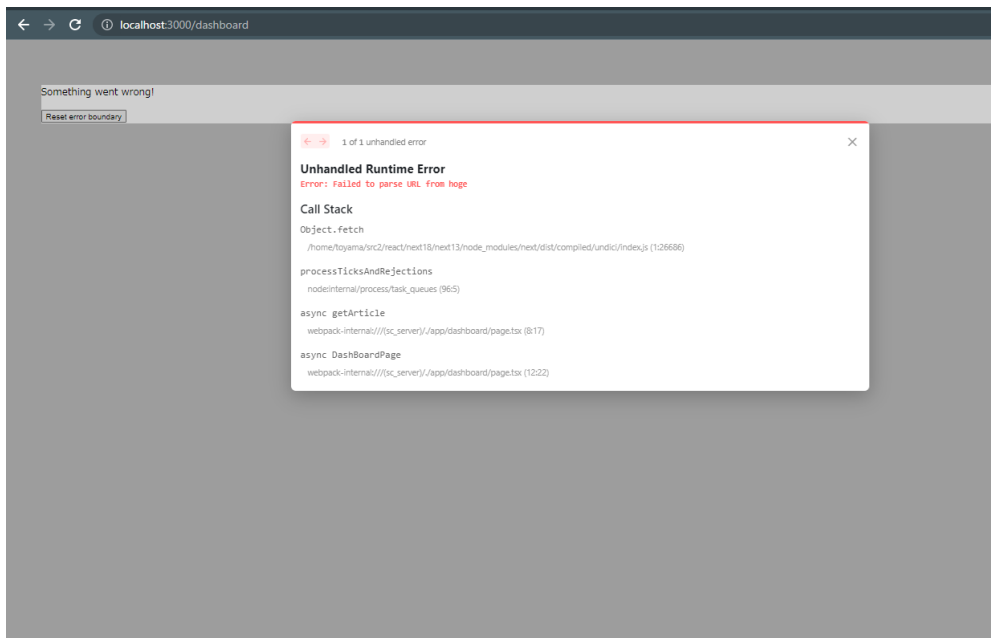 localhost:3000/dashboard
Something went wrong!
Reset error boundary
1 of 1 unhandled error
Unhandled Runtime Error
Error: Failed to parse URL from hoge
Call Stack
Object.fetch
/home/toyama/src2/react/next18/next13/node_modules/next/dist/compiled/undici/index.js (1:26686)
processTicksAndRejections
node:internal/process/task_queues (96:5)
async getArticle
webpack-internal:///(sc_server)/./app/dashboard/page.tsx (8:17)
async DashBoardPage
webpack-internal:///(sc_server)/./app/dashboard/page.tsx (12:22)